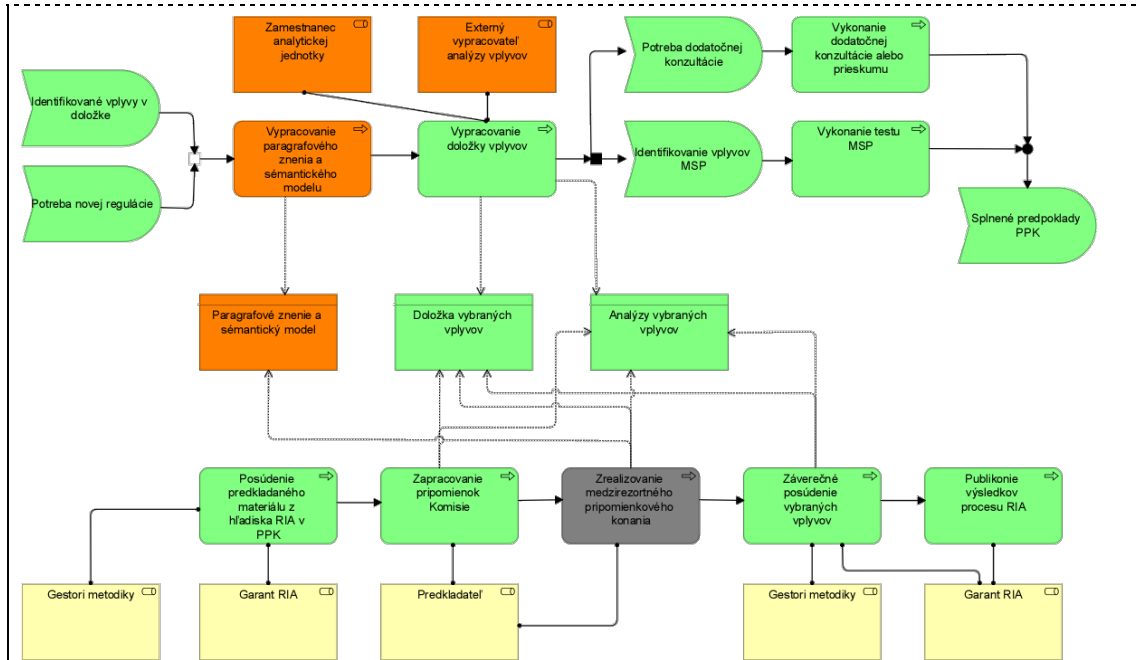 Zamestnanec
analytickej
jednotky
Externý
vypracovateľ
analýzy vplyvov
Potreba dodatočnej
konzultácie
Vykonanie
dodatočnej
konzultácie alebo
prieskumu
Identifikované vplyvy v
doložke
Vypracovanie
paragrafového
znenia a
sémantického
modelu
Vypracovanie
doložky vplyvov
Identifikovanie vplyvov
MSP
Vykonanie testu
MSP
Potreba novej regulácie
Splnené predpoklady
PPK
Paragrafové znenie a
sémantický model
Doložka vybraných
vplyvov
Analýzy vybraných
vplyvov
Posúdenie
predkladaného
materiálu z
hľadiska RIA v
PPK
Zapracovanie
pripomienok
Komisie
Zrealizovanie
medzirezortného
pripomienkového
konania
Záverečné
posúdenie
vybraných
vplyvov
Publikonie
výsledkov
procesu RIA
Gestori metodiky
Garant RIA
Predkladateľ
Gestori metodiky
Garant RIA